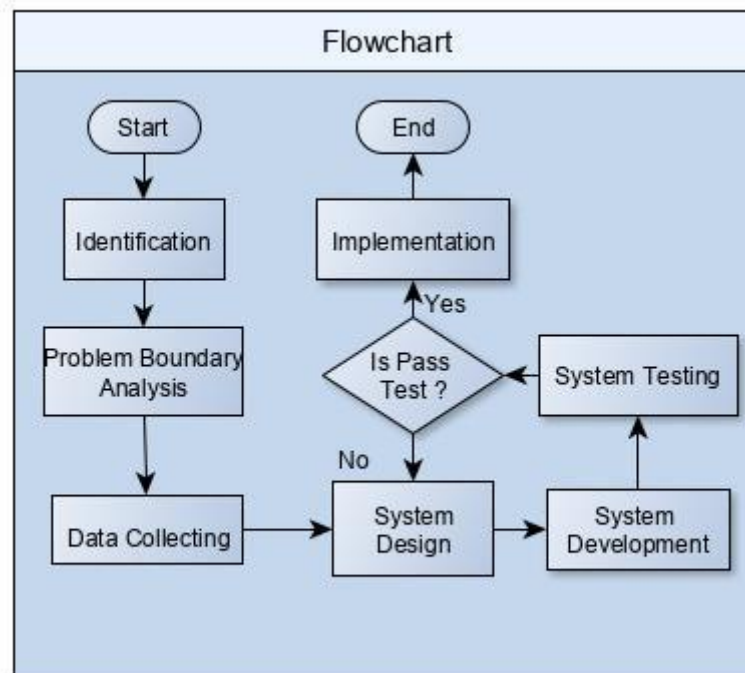 Flowchart
Start
Identification
Problem Boundary
Analysis
Data Collecting
System
Design
System
Development
System Testing
Is Pass
Test ?
No
Yes
Implementation
End